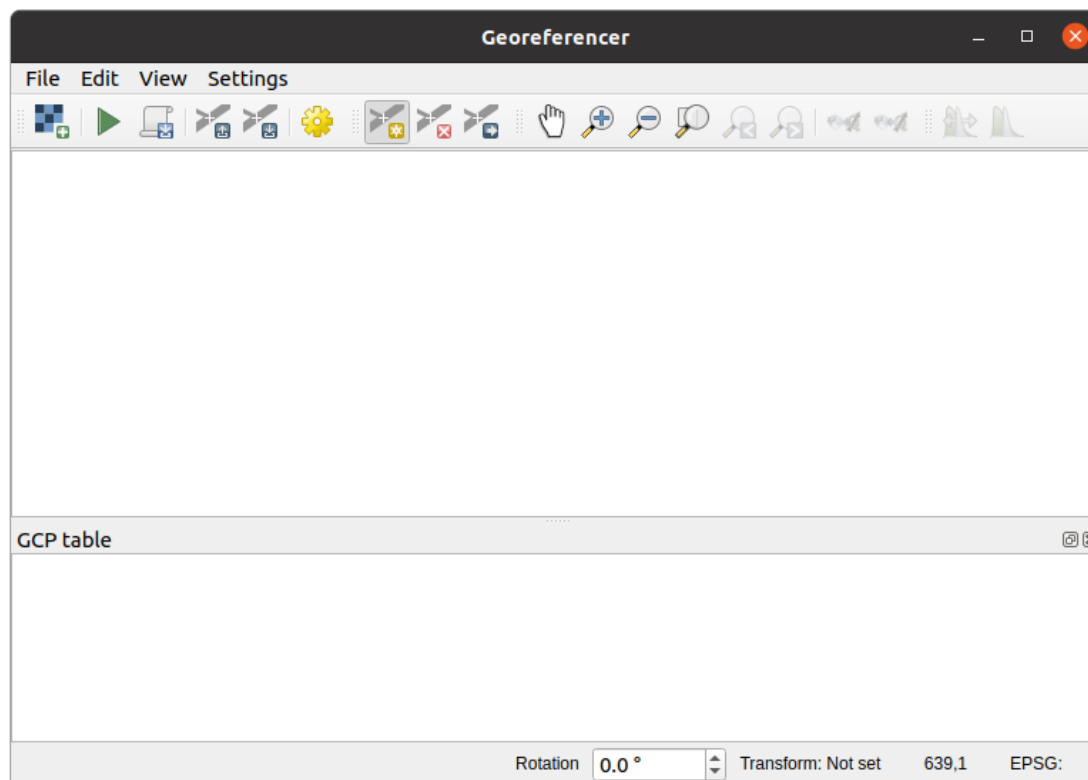 Georeferencer
File Edit View Settings
GCP table
Rotation 0.0 ° Transform: Not set 639,1 EPSG: